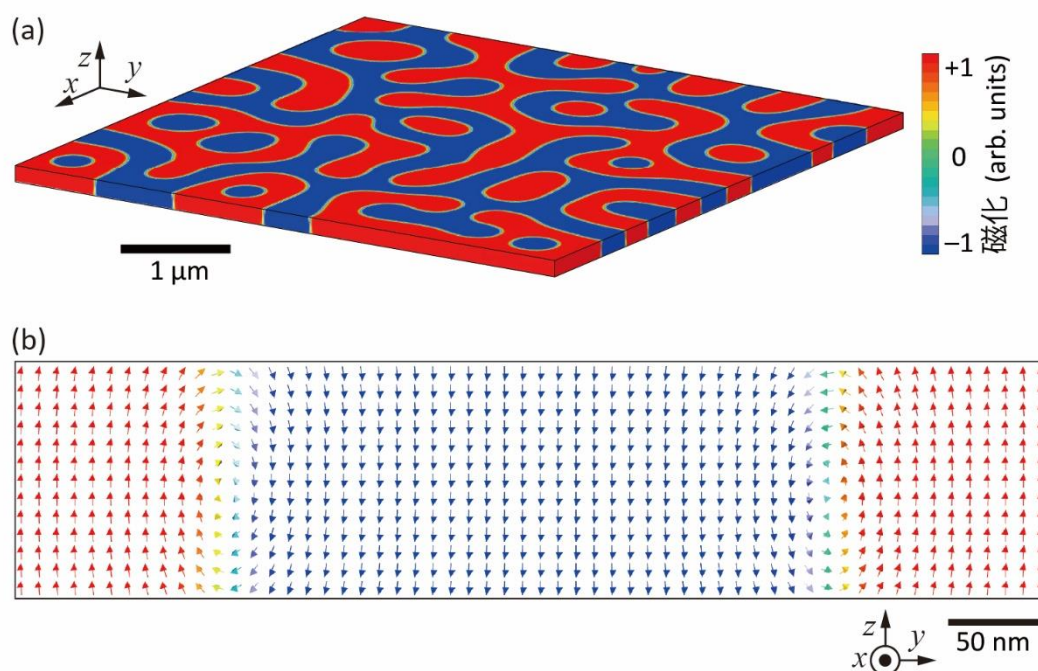 (a)
z
x
y
1 μm
+1
0
–1
磁化 (arb. units)
(b)
z
y
x
50 nm